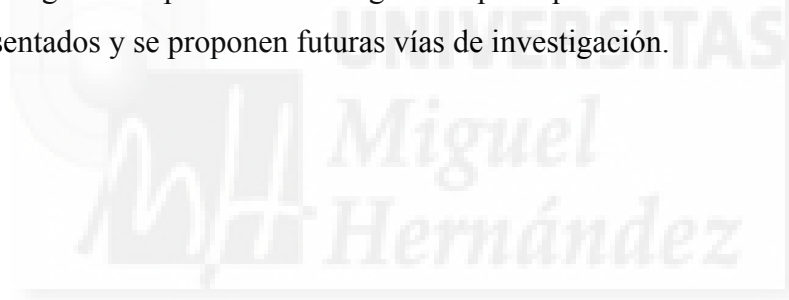 sentados y se proponen futuras vías de investigación.
UNIVERSITAS
Miguel
Hernández